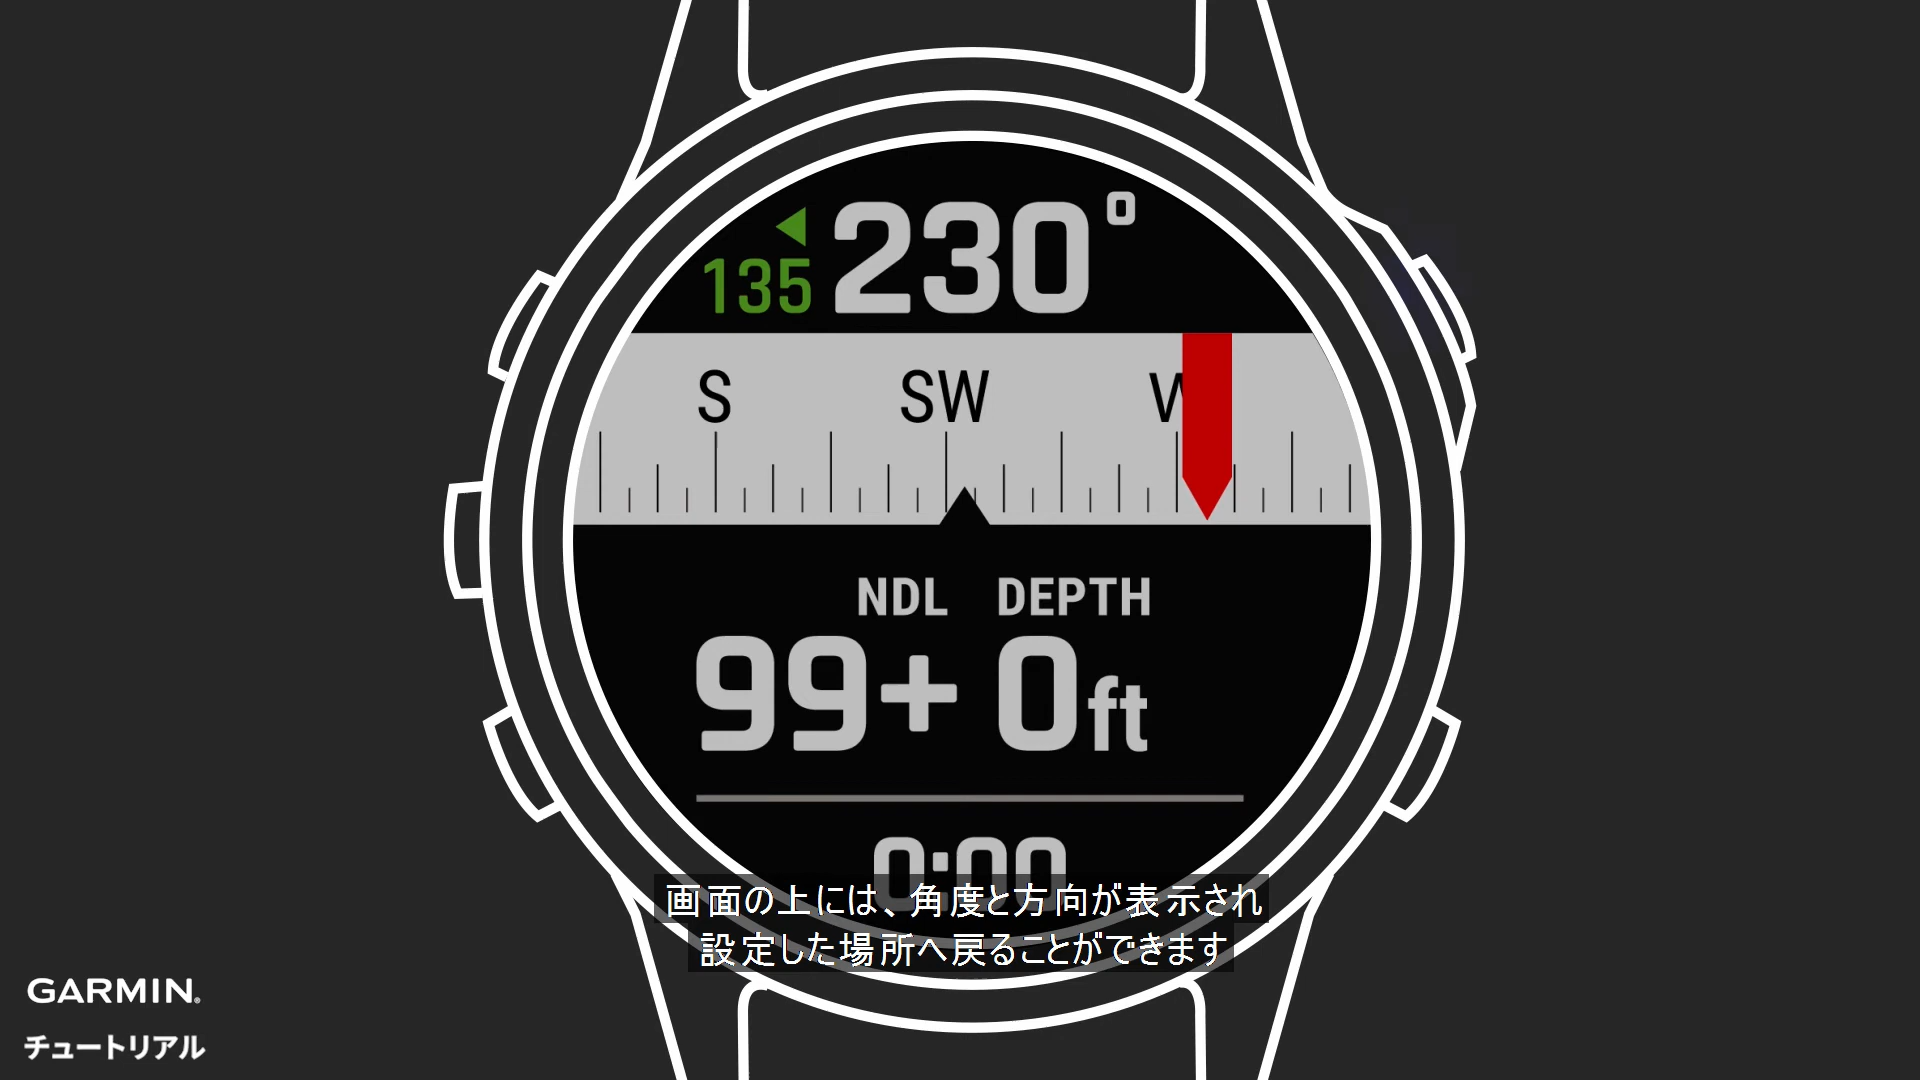 230°
135
S SW W
NDL DEPTH
99+ 0ft
0:00
画面の上には、角度と方向が表示され
設定した場所へ戻ることができます
GARMIN®
チュートリアル